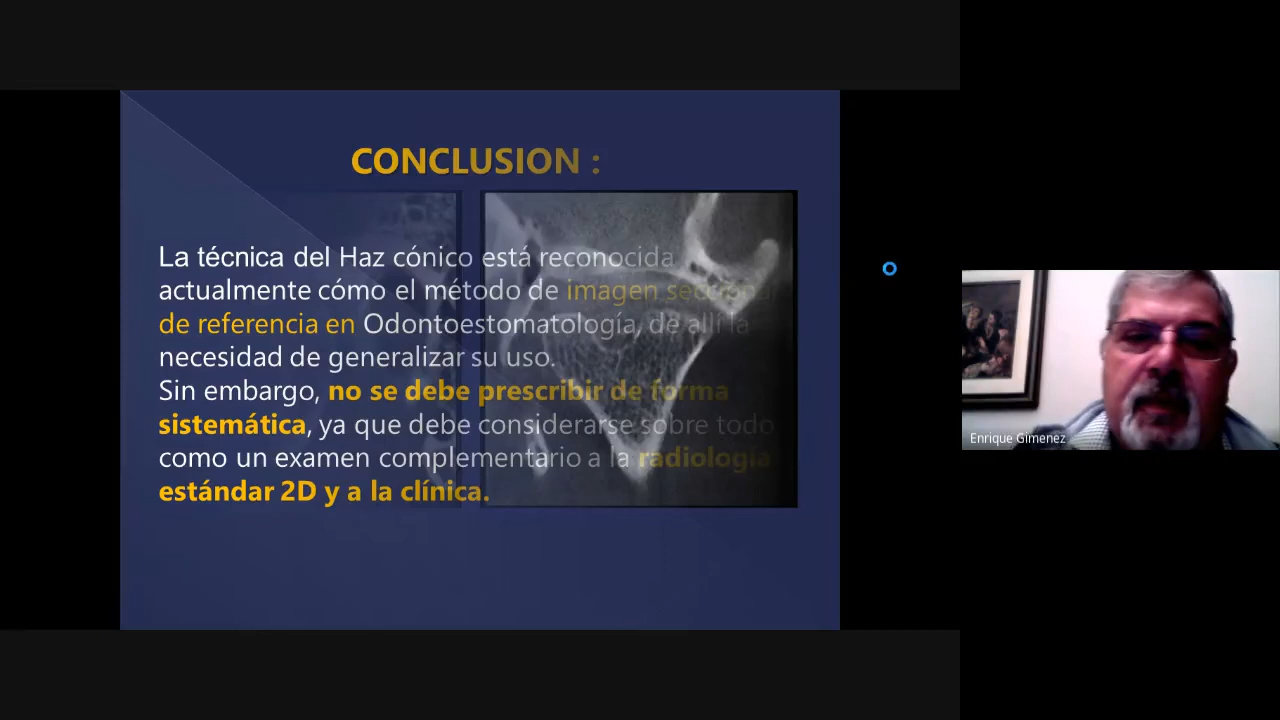 CONCLUSION :
La técnica del Haz cónico está reconocida
actualmente cómo el método de imagen seccional
de referencia en Odontoestomatología, de allí la
necesidad de generalizar su uso.
Sin embargo, no se debe prescribir de forma
sistemática, ya que debe considerarse sobre todo
como un examen complementario a la radiología
estándar 2D y a la clínica.
Enrique Gimenez